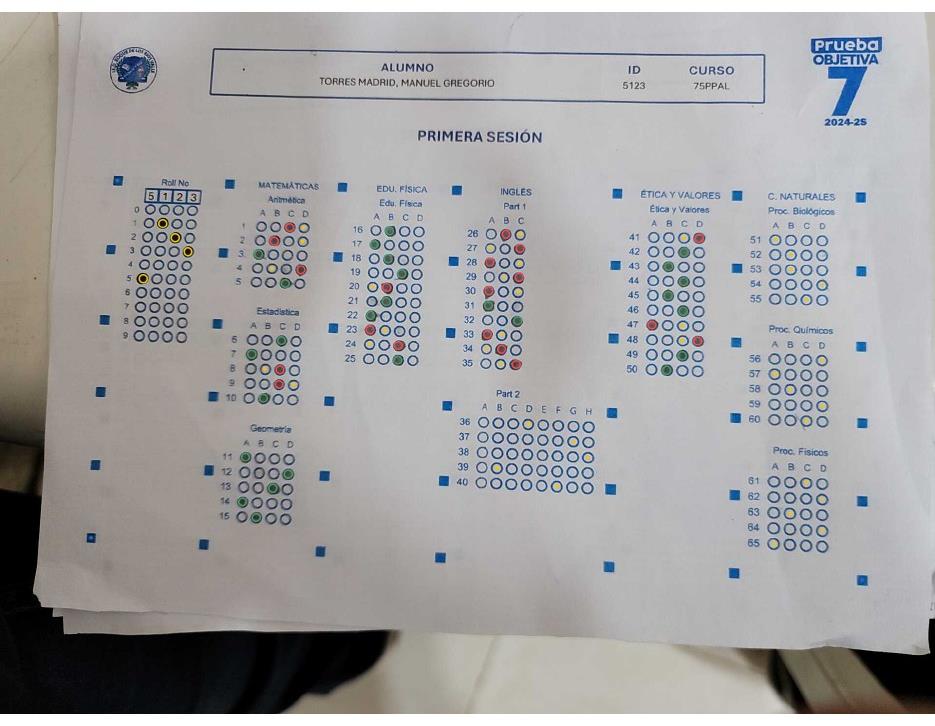 ALUMNO
TORRES MADRID, MANUEL GREGORIO
ID
5123
CURSO
75PPAL
Prueba
OBJETIVA
7
2024-2S
PRIMERA SESIÓN
Roll No
5 1 2 3
0
1
2
3
4
5
6
7
8
9
MATEMÁTICAS
Aritmética
A B C D
1
2
3
4
5
Estadística
A B C D
6
7
8
9
10
Geometría
A B C D
11
12
13
14
15
EDU. FÍSICA
Edu. Física
A B C D
16
17
18
19
20
21
22
23
24
25
INGLES
Part 1
A B C
26
27
28
29
30
31
32
33
34
35
Part 2
A B C D E F G H
36
37
38
39
40
ÉTICA Y VALORES
Ética y Valores
A B C D
41
42
43
44
45
46
47
48
49
50
C. NATURALES
Proc. Biológicos
A B C D
51
52
53
54
55
Proc. Químicos
A B C D
56
57
58
59
60
Proc. Físicos
A B C D
61
62
63
64
65